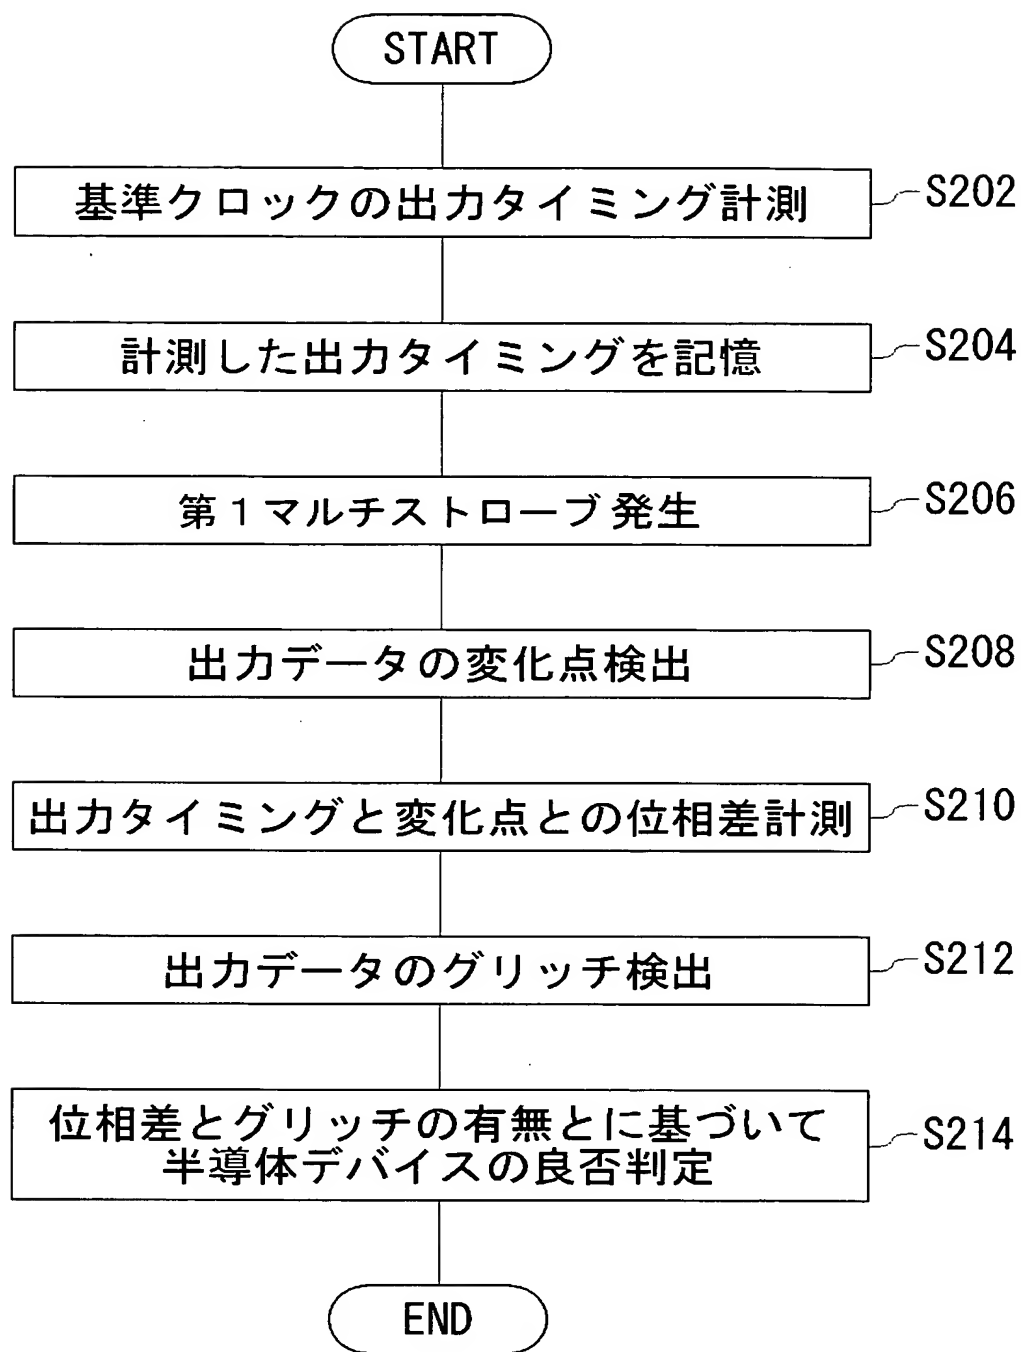 START
基準クロックの出力タイミング計測
S202
計測した出力タイミングを記憶
S204
第1マルチストローブ発生
S206
出力データの変化点検出
S208
出力タイミングと変化点との位相差計測
S210
出力データのグリッチ検出
S212
位相差とグリッチの有無とに基づいて
半導体デバイスの良否判定
S214
END